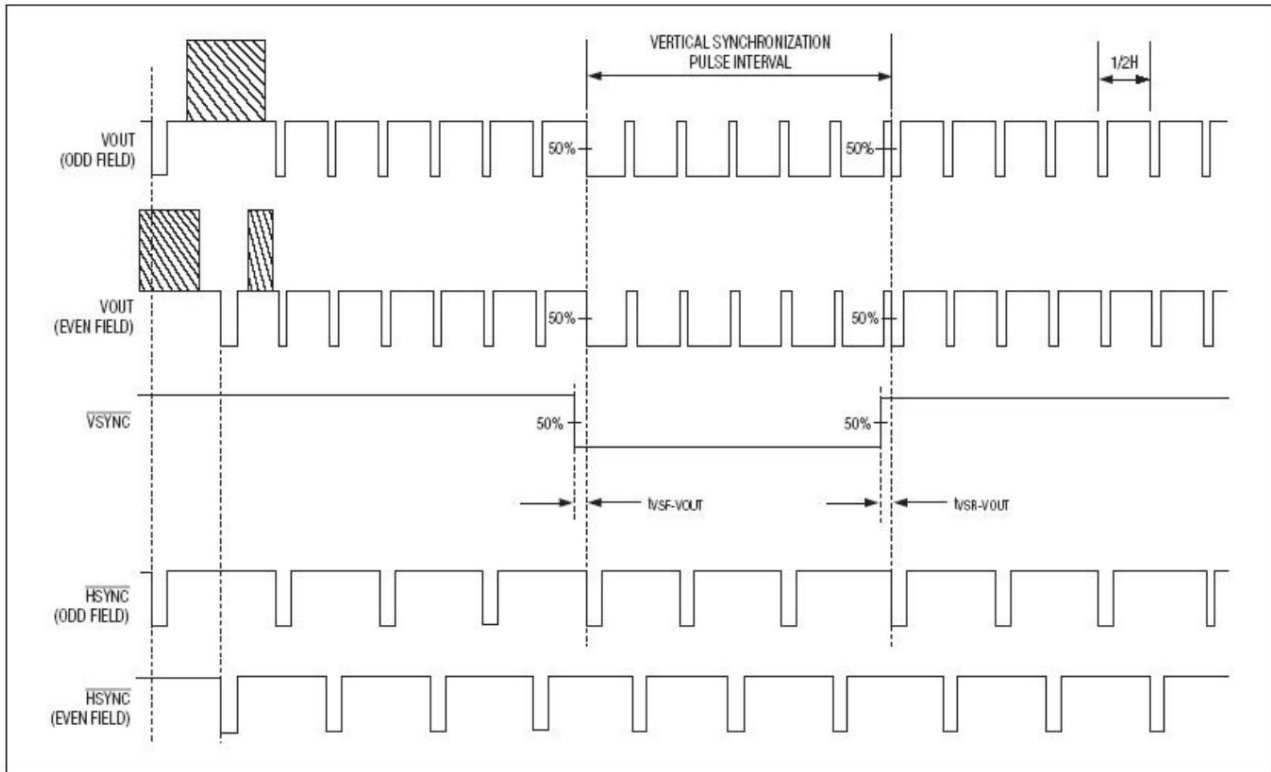 VERTICAL SYNCHRONIZATION
PULSE INTERVAL
1/2H
VOUT
(ODD FIELD)
50%
50%
VOUT
(EVEN FIELD)
50%
50%
VSYNC
50%
50%
tVSF-VOUT
tVSR-VOUT
HSYNC
(ODD FIELD)
HSYNC
(EVEN FIELD)